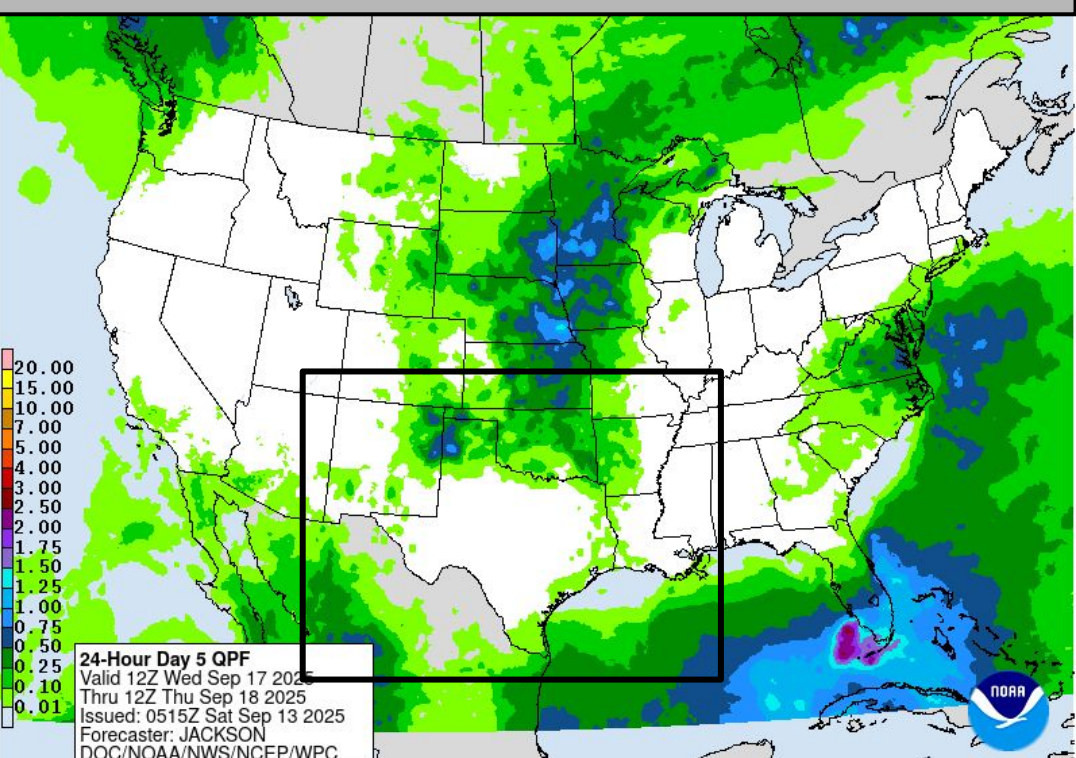 20.00
15.00
10.00
7.00
5.00
4.00
3.00
2.50
2.00
1.75
1.50
1.25
1.00
0.75
0.50
0.25
0.10
0.01
24-Hour Day 5 QPF
Valid 12Z Wed Sep 17 2025
Thru 12Z Thu Sep 18 2025
Issued: 0515Z Sat Sep 13 2025
Forecaster: JACKSON
DOC/NOAA/NWS/NCEP/WPC
NOAA